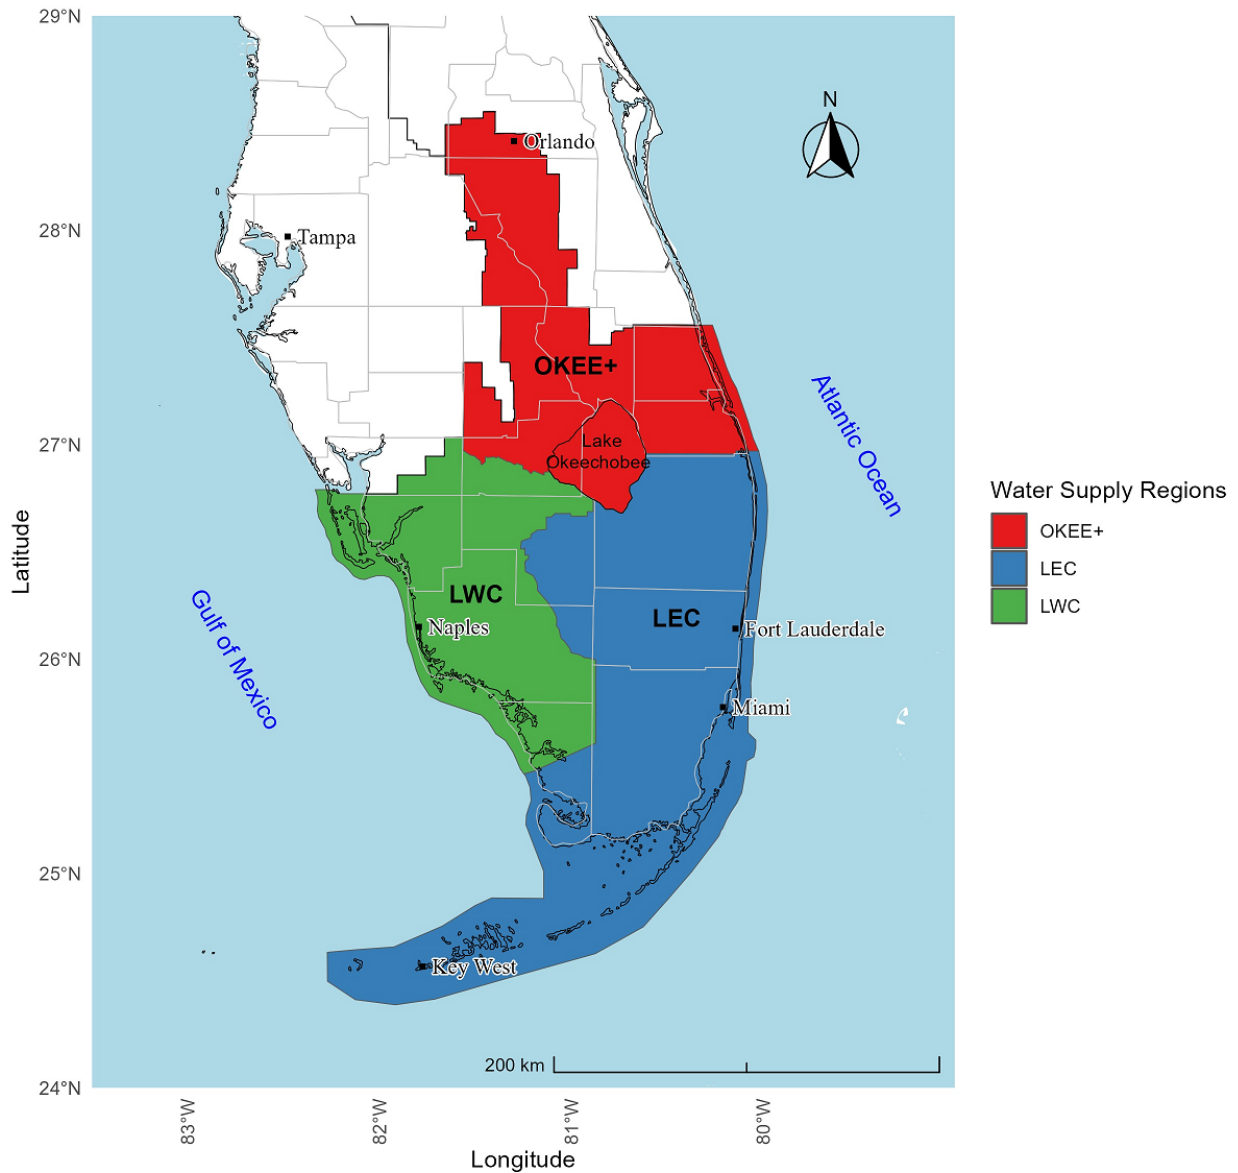 29°N
N
Orlando
28°N
Tampa
OKEE+
Atlantic Ocean
27°N
Lake
Okeechobee
Water Supply Regions
OKEE+
LEC
LWC
Latitude
LWC
LEC
Gulf of Mexico
Naples
Fort Lauderdale
26°N
Miami
25°N
Key West
200 km
24°N
83°W
82°W
81°W
80°W
Longitude